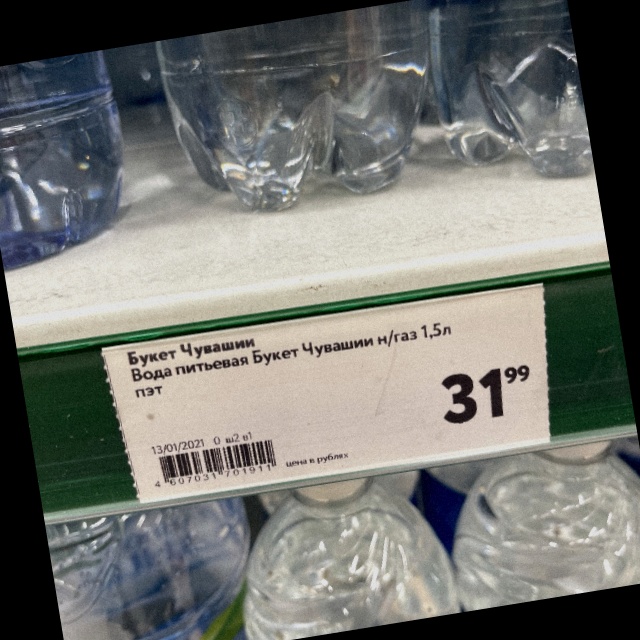 Букет Чувашии
Вода питьевая Букет Чувашии н/газ 1,5л
пэт
31 99
13/01/2021 0 ш2 в1
4 607031 701911
цена в рублях